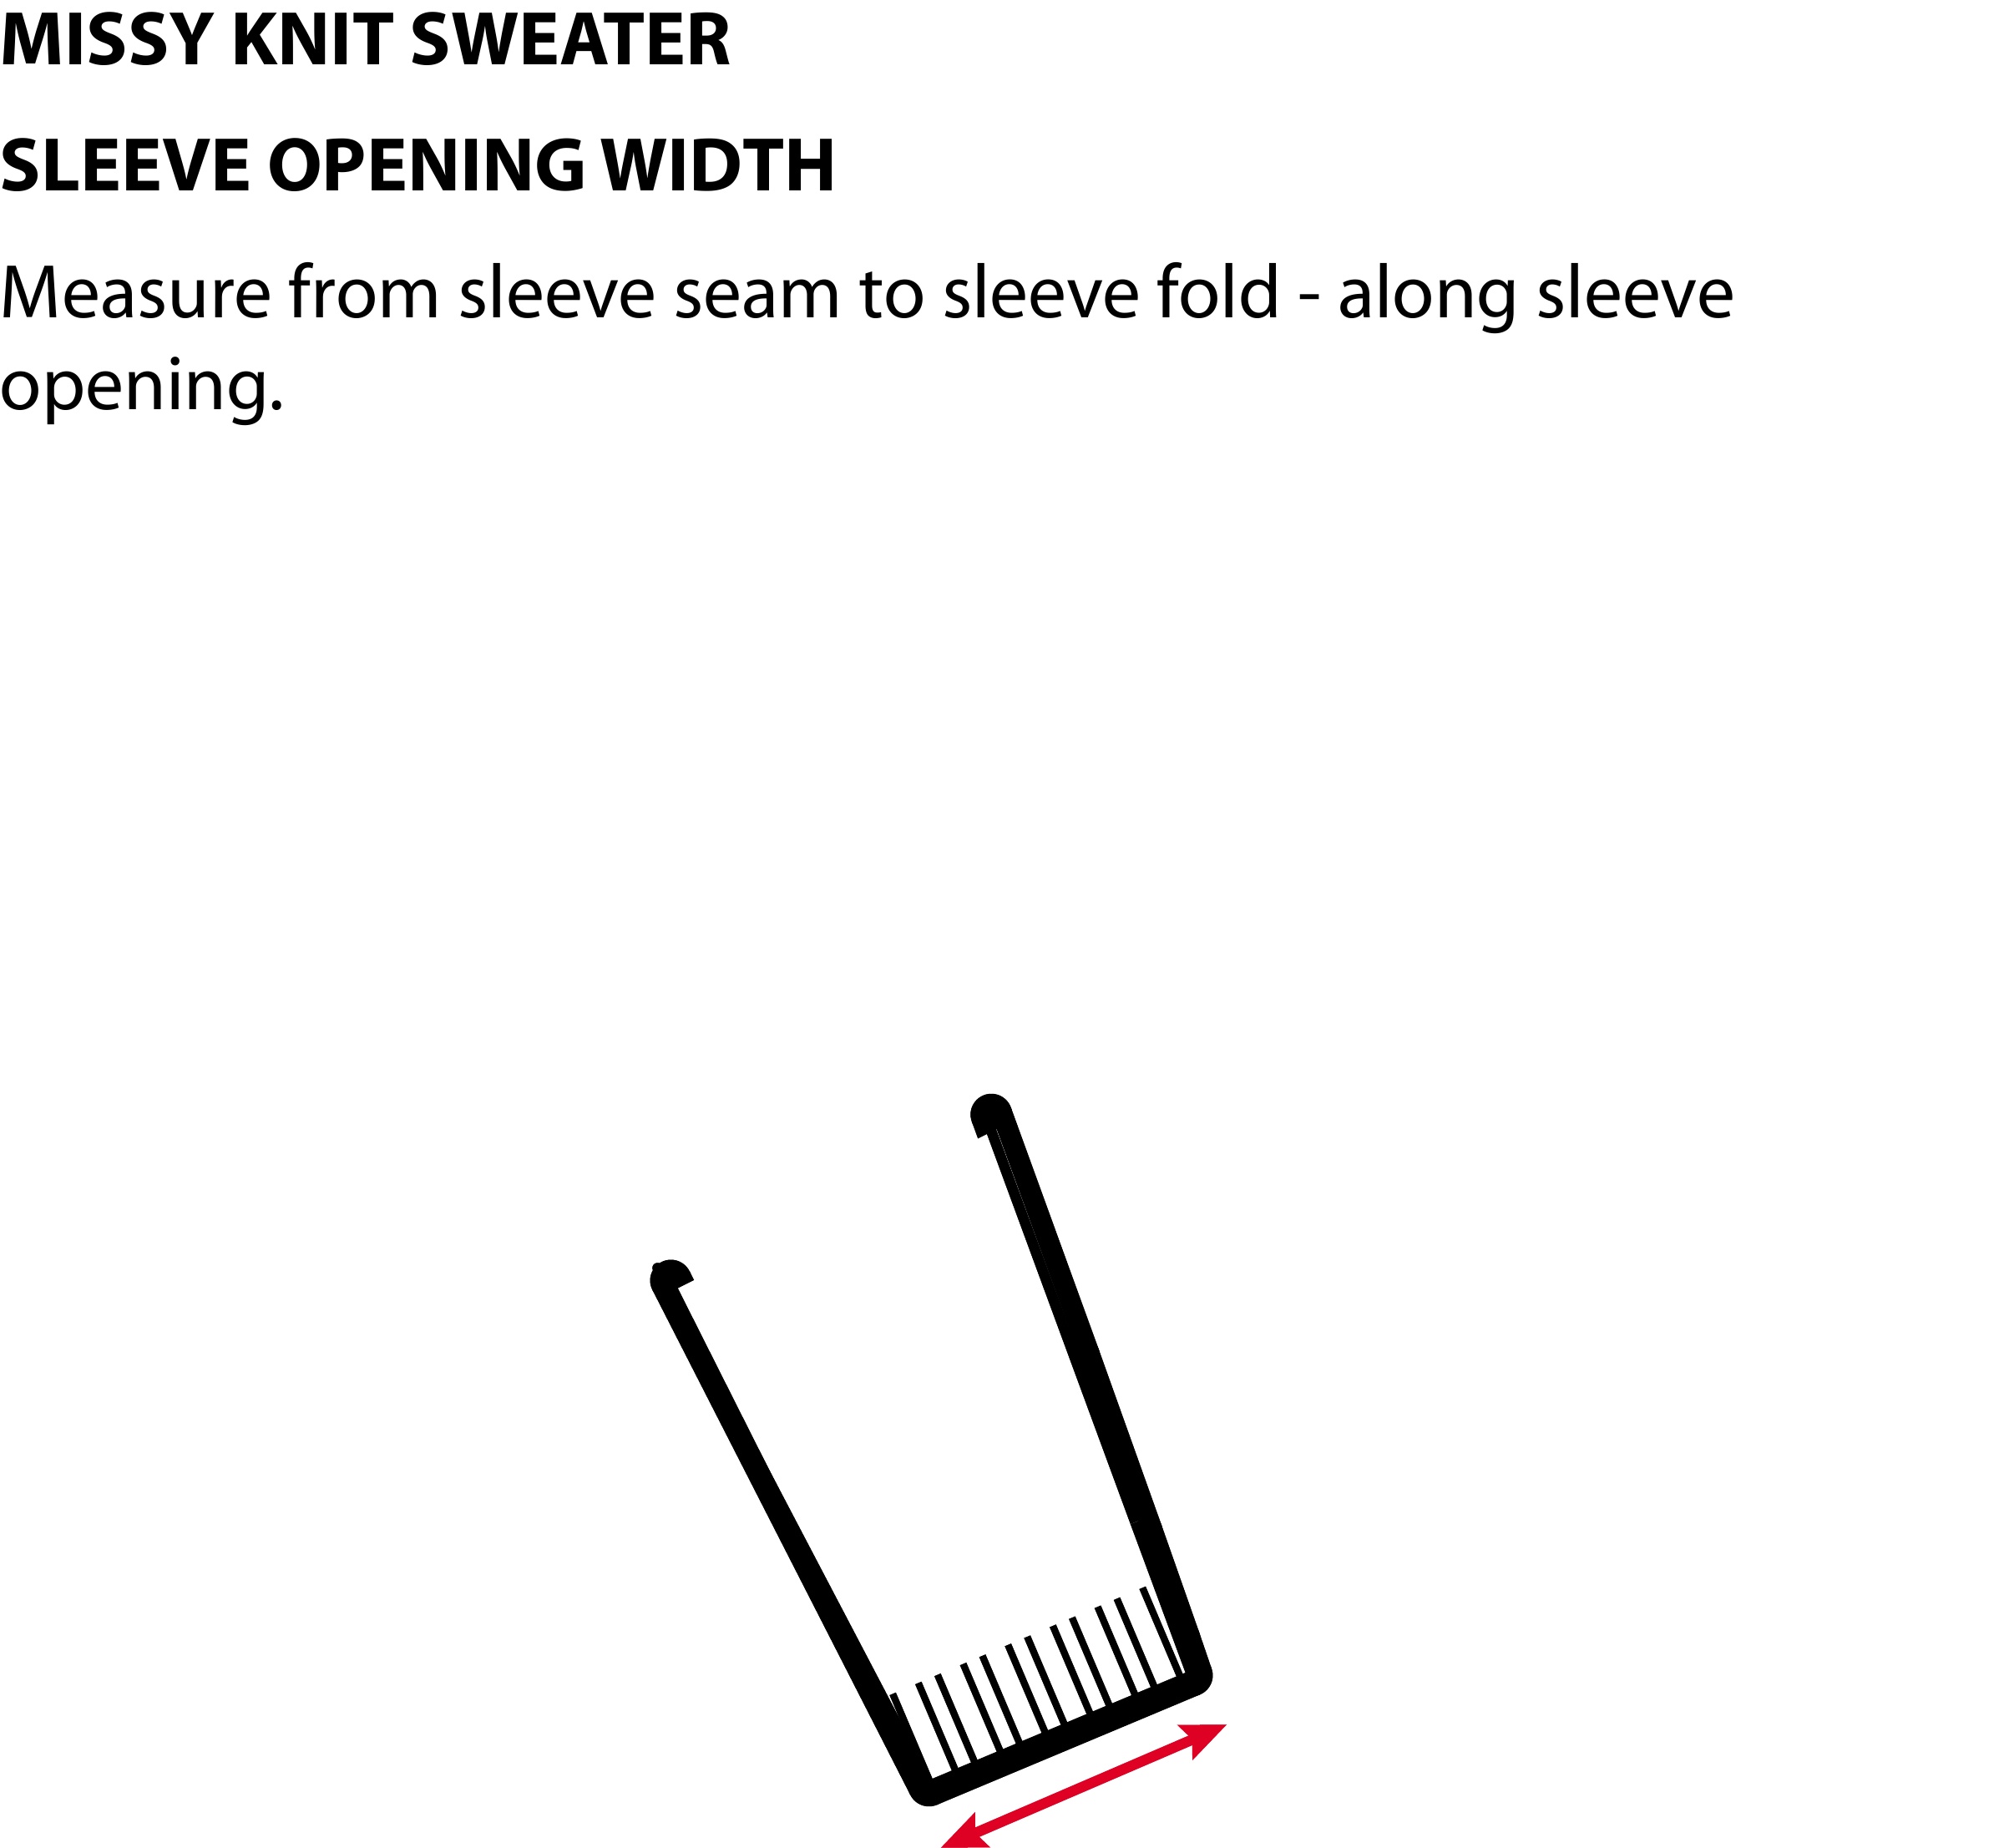 MISSY KNIT SWEATER
SLEEVE OPENING WIDTH
Measure from sleeve seam to sleeve fold - along sleeve
opening.